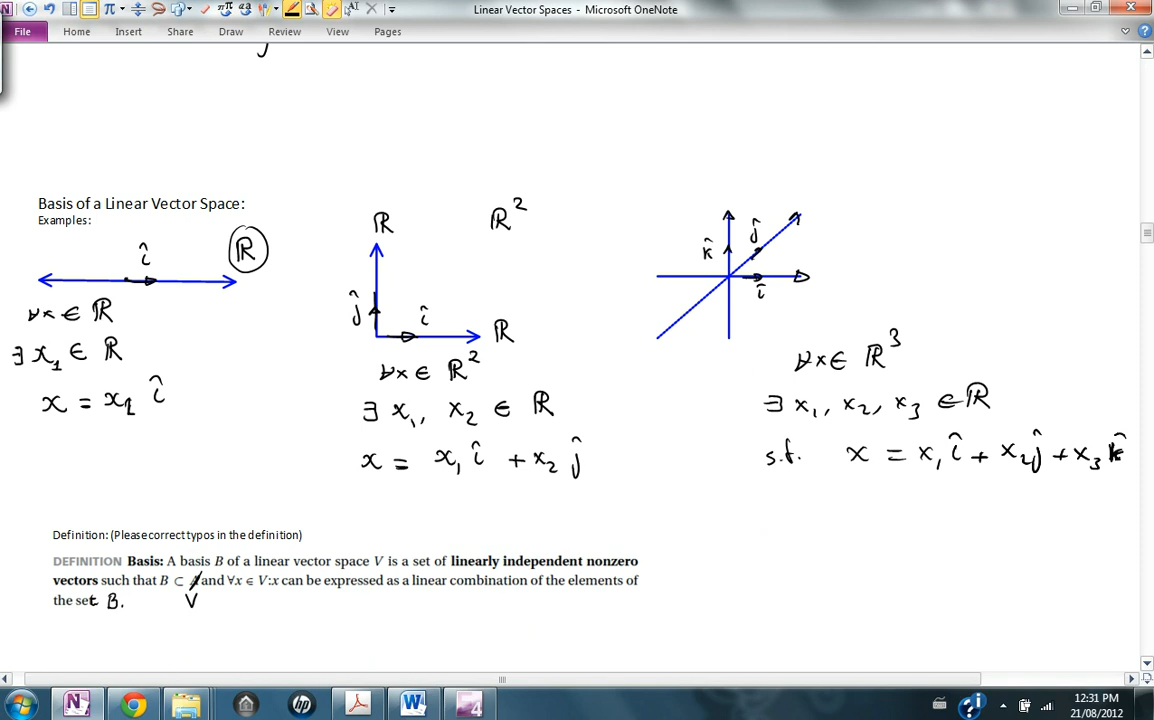 Linear Vector Spaces - Microsoft OneNote
File Home Insert Share Draw Review View Pages
Basis of a Linear Vector Space:
Examples:
î ℝ
∀x ∈ ℝ
∃ x₁ ∈ ℝ
x = x₁ î
ℝ ℝ²
ĵ î ℝ
∀x ∈ ℝ²
∃ x₁, x₂ ∈ ℝ
x = x₁ î + x₂ ĵ
k̂ ĵ
î
∀x ∈ ℝ³
∃ x₁, x₂, x₃ ∈ ℝ
s.t. x = x₁ î + x₂ ĵ + x₃ k̂
Definition: (Please correct typos in the definition)
DEFINITION Basis: A basis B of a linear vector space V is a set of linearly independent nonzero
vectors such that B ⊂ and ∀x ∈ V:x can be expressed as a linear combination of the elements of
the set B. V
12:31 PM
21/08/2012